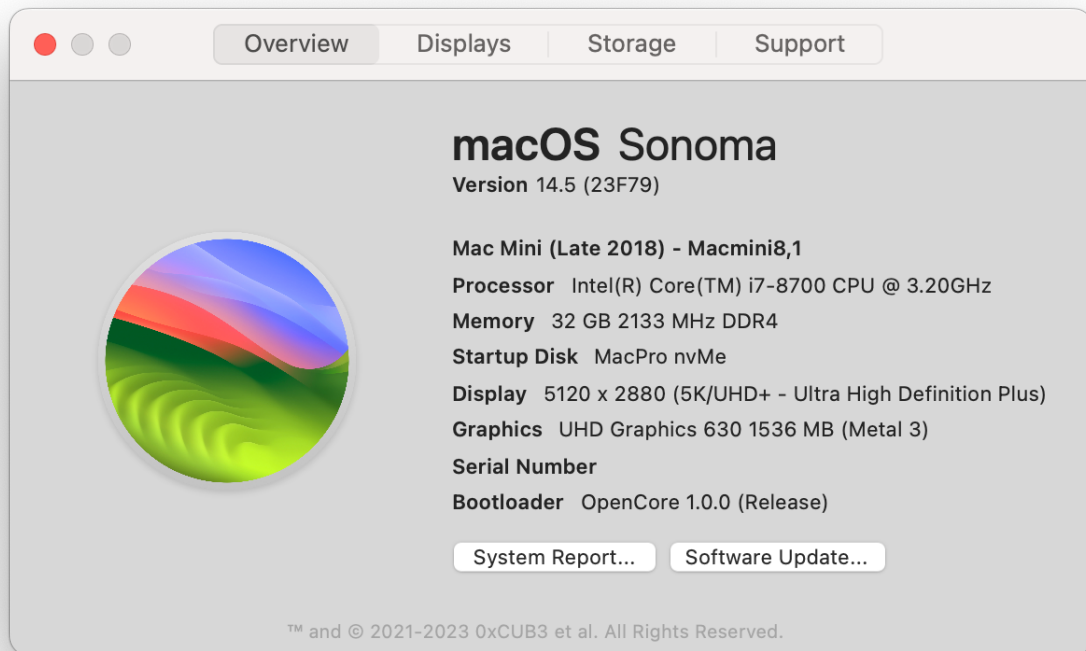 Overview Displays Storage Support
macOS Sonoma
Version 14.5 (23F79)
Mac Mini (Late 2018) - Macmini8,1
Processor Intel(R) Core(TM) i7-8700 CPU @ 3.20GHz
Memory 32 GB 2133 MHz DDR4
Startup Disk MacPro nvMe
Display 5120 x 2880 (5K/UHD+ - Ultra High Definition Plus)
Graphics UHD Graphics 630 1536 MB (Metal 3)
Serial Number
Bootloader OpenCore 1.0.0 (Release)
System Report... Software Update...
™ and © 2021-2023 0xCUB3 et al. All Rights Reserved.